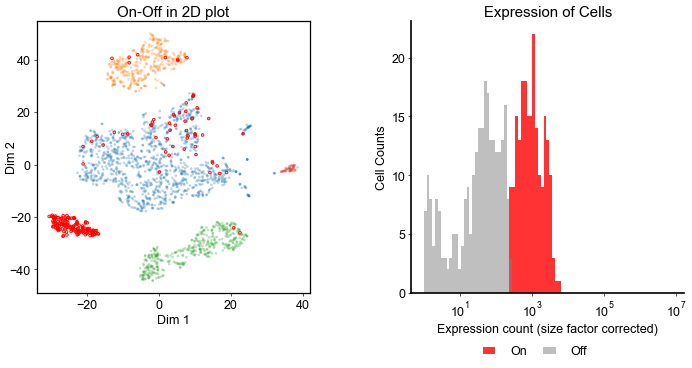 On-Off in 2D plot
40
20
0
−20
−40
Dim 2
−20
0
20
40
Dim 1
Expression of Cells
20
15
10
5
0
Cell Counts
10^1
10^3
10^5
10^7
Expression count (size factor corrected)
On
Off